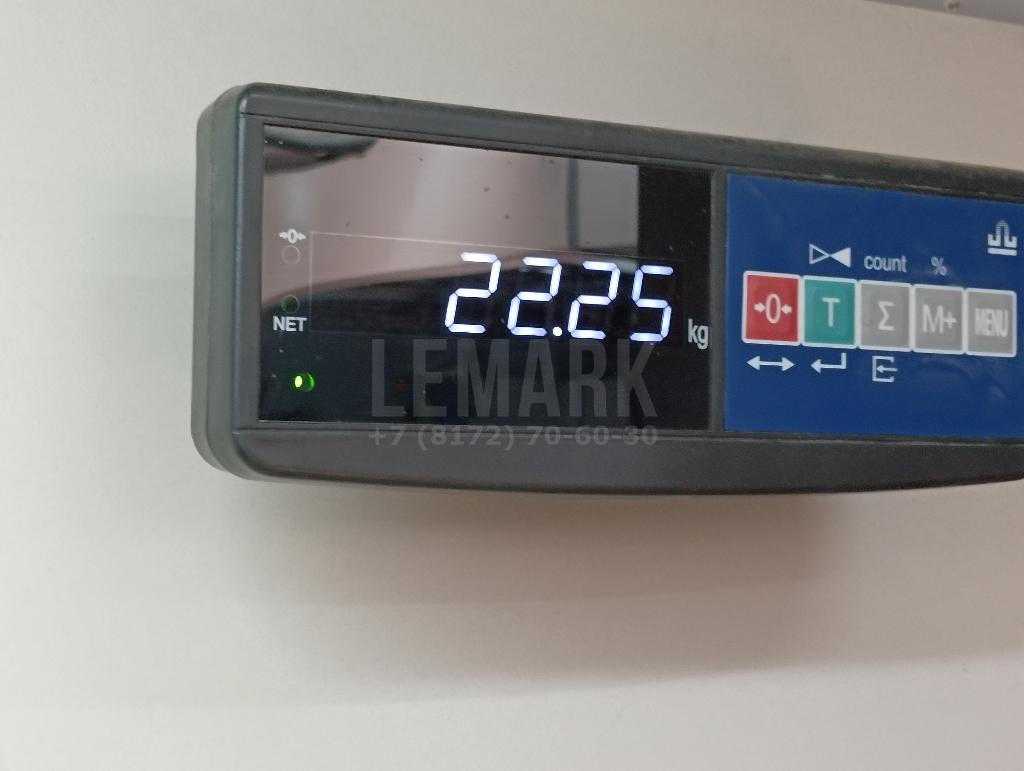 →0←
NET
22.25 kg
LEMARK
+7 (8172) 70-60-30
count %
→0← T Σ M+ MENU